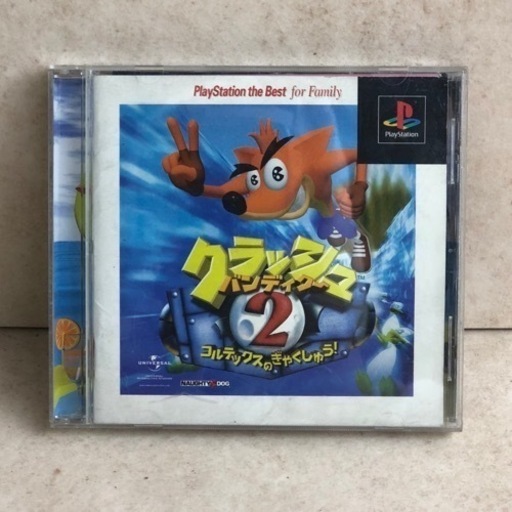 PlayStation the Best for Family
PlayStation
クラッシュ
バンディクー
2
コルテックスのぎゃくしゅう!
UNIVERSAL
NAUGHTY DOG